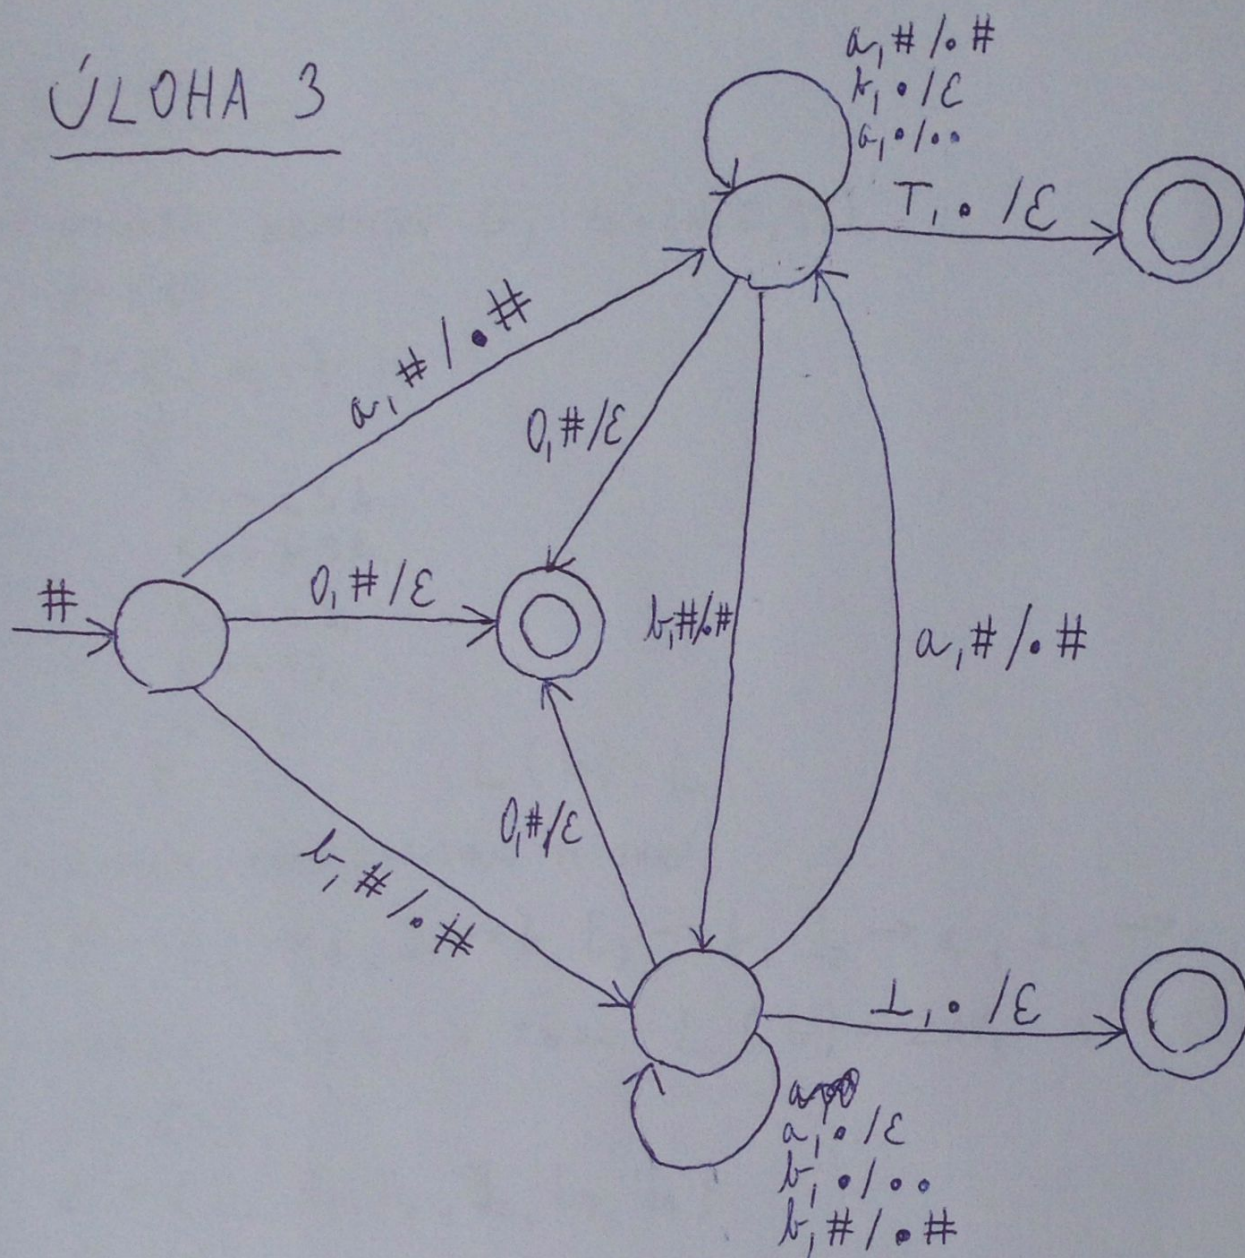 ÚLOHA 3
a, # / . #
b, . / ε
a, . / . .
T, . / ε
a, # / . #
0, # / ε
#
0, # / ε
b, # / . #
a, # / . #
0, # / ε
b, # / . #
⊥, . / ε
a, . / ε
b, . / . .
b, # / . #